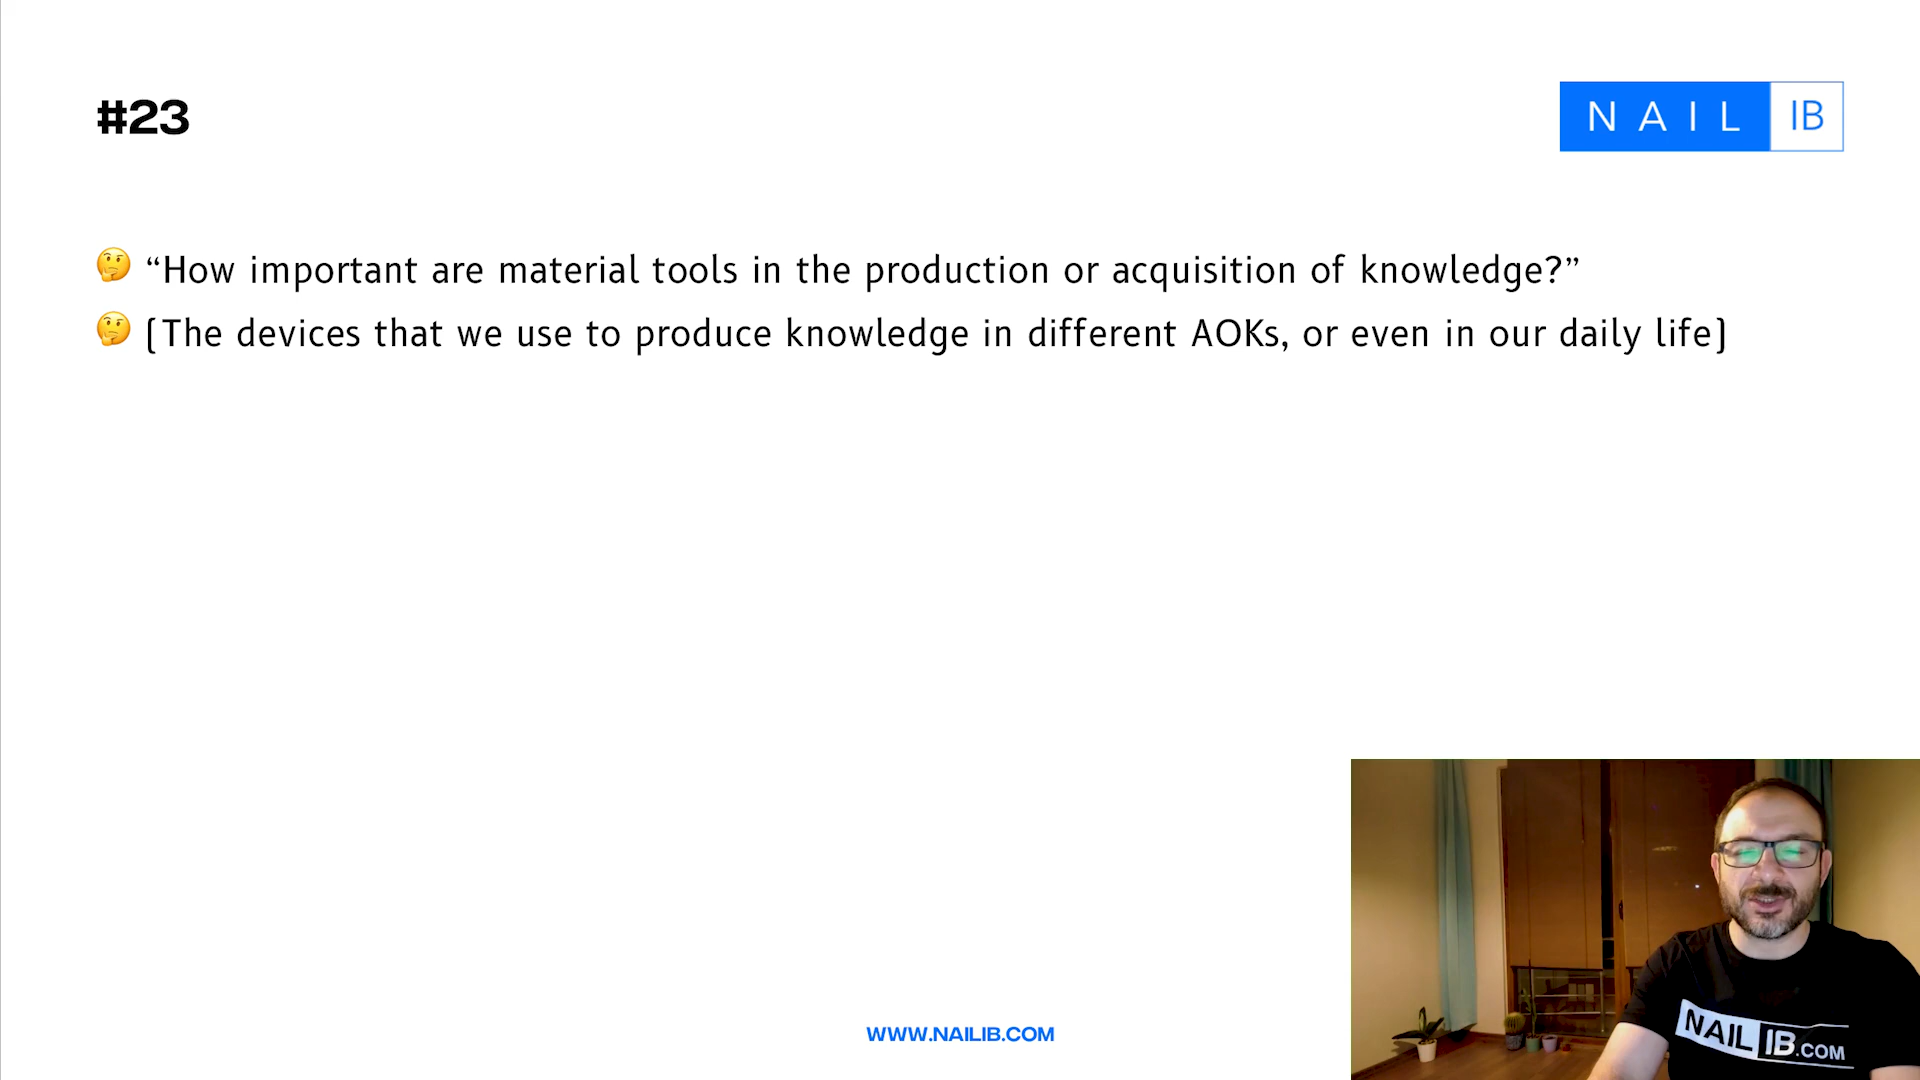 #23
NAIL IB
🤔 “How important are material tools in the production or acquisition of knowledge?”
🤔 (The devices that we use to produce knowledge in different AOKs, or even in our daily life)
WWW.NAILIB.COM
NAIL IB.COM